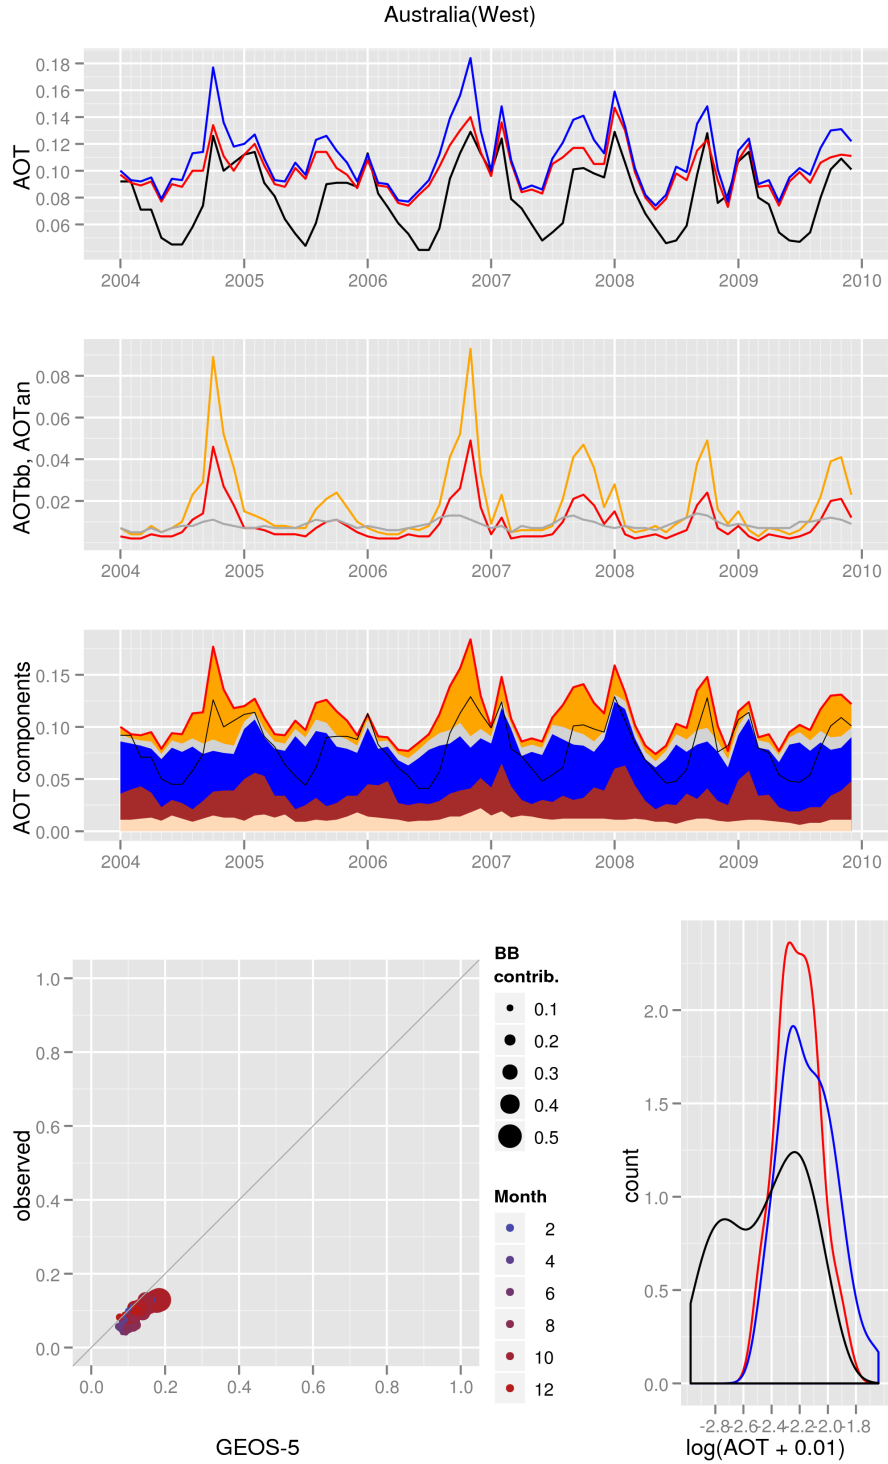 Australia(West)
AOT
0.18
0.16
0.14
0.12
0.10
0.08
0.06
2004 2005 2006 2007 2008 2009 2010
AOTbb, AOTan
0.08
0.06
0.04
0.02
2004 2005 2006 2007 2008 2009 2010
AOT components
0.15
0.10
0.05
0.00
2004 2005 2006 2007 2008 2009 2010
observed
1.0
0.8
0.6
0.4
0.2
0.0
0.0 0.2 0.4 0.6 0.8 1.0
GEOS-5
BB
contrib.
0.1
0.2
0.3
0.4
0.5
Month
2
4
6
8
10
12
count
2.0
1.5
1.0
0.5
0.0
-2.8 -2.6 -2.4 -2.2 -2.0 -1.8
log(AOT + 0.01)